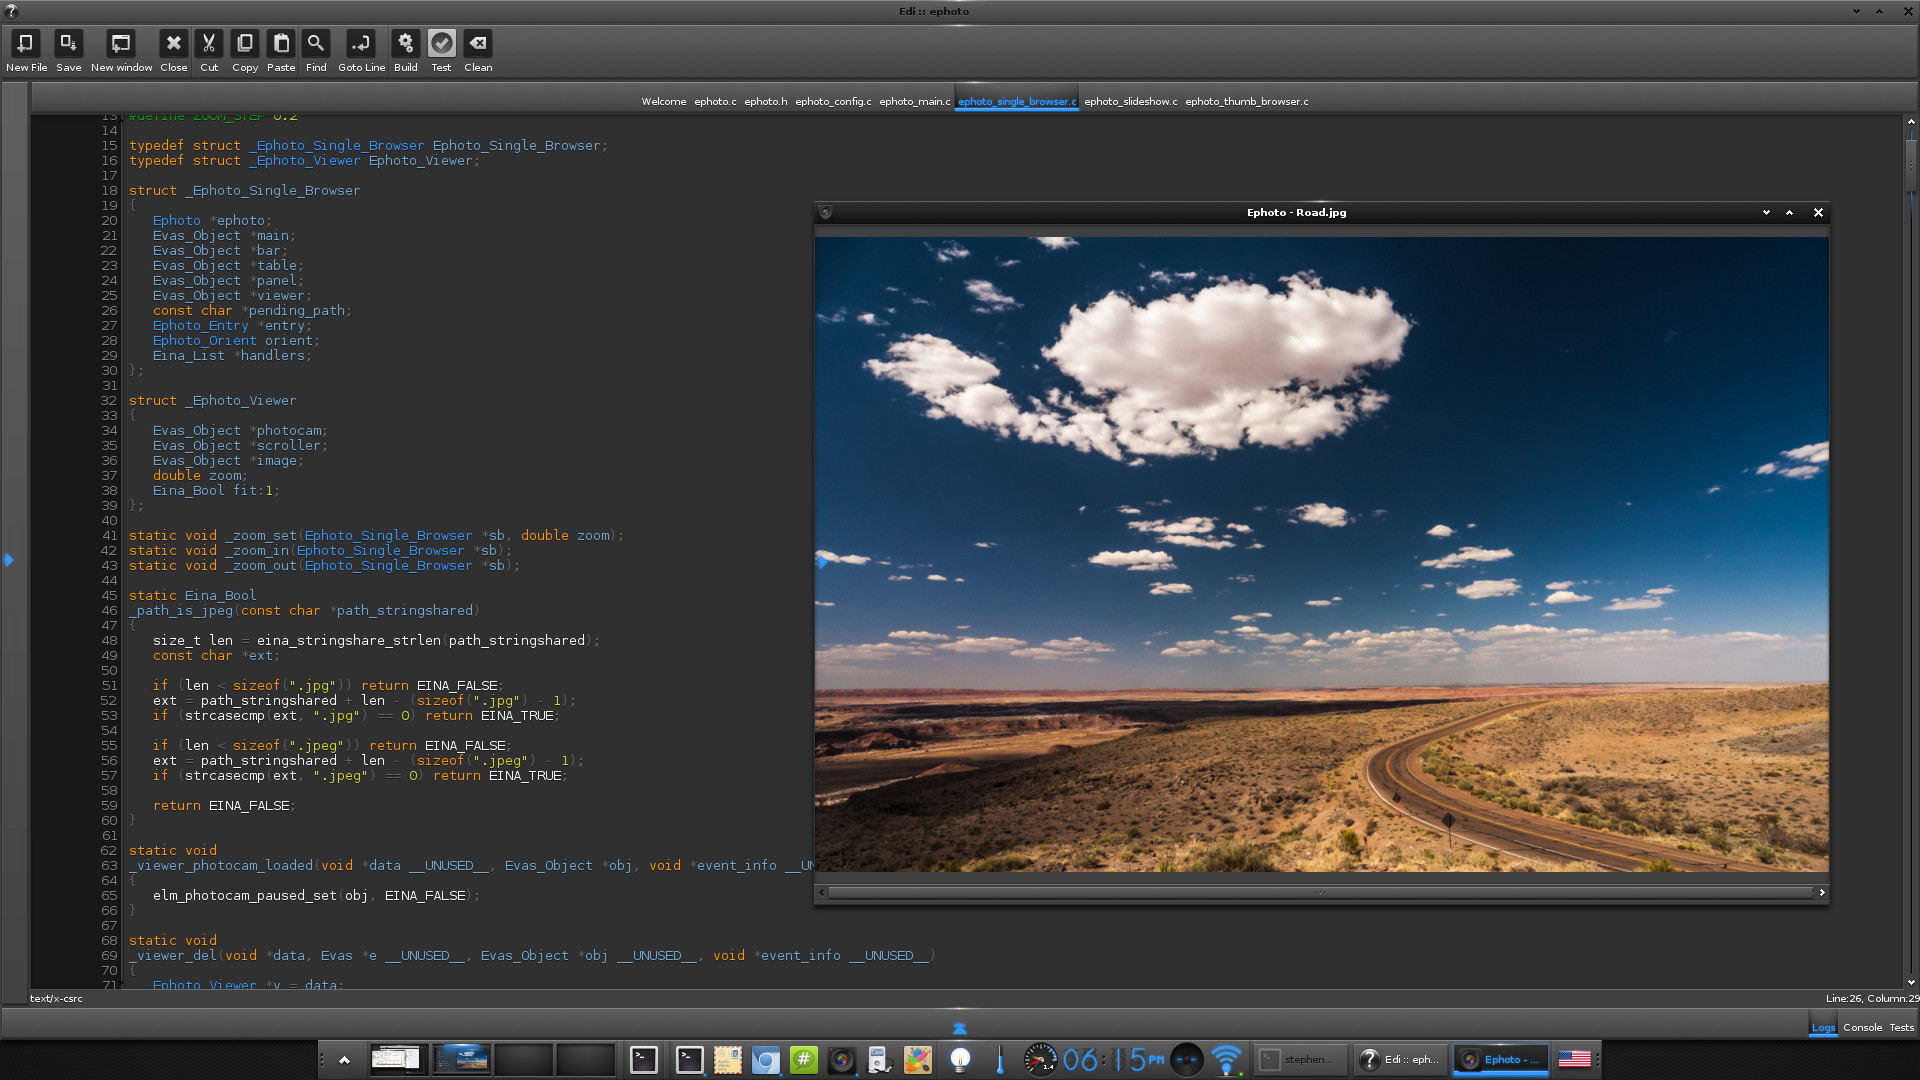 Edi :: ephoto
New File Save New window Close Cut Copy Paste Find Goto Line Build Test Clean
Welcome ephoto.c ephoto.h ephoto_config.c ephoto_main.c ephoto_single_browser.c ephoto_slideshow.c ephoto_thumb_browser.c
13 #define ZOOM_STEP 0.2
14
15 typedef struct _Ephoto_Single_Browser Ephoto_Single_Browser;
16 typedef struct _Ephoto_Viewer Ephoto_Viewer;
17
18 struct _Ephoto_Single_Browser
19 {
20 Ephoto *ephoto;
21 Evas_Object *main;
22 Evas_Object *bar;
23 Evas_Object *table;
24 Evas_Object *panel;
25 Evas_Object *viewer;
26 const char *pending_path;
27 Ephoto_Entry *entry;
28 Ephoto_Orient orient;
29 Eina_List *handlers;
30 };
31
32 struct _Ephoto_Viewer
33 {
34 Evas_Object *photocam;
35 Evas_Object *scroller;
36 Evas_Object *image;
37 double zoom;
38 Eina_Bool fit:1;
39 };
40
41 static void _zoom_set(Ephoto_Single_Browser *sb, double zoom);
42 static void _zoom_in(Ephoto_Single_Browser *sb);
43 static void _zoom_out(Ephoto_Single_Browser *sb);
44
45 static Eina_Bool
46 _path_is_jpeg(const char *path_stringshared)
47 {
48 size_t len = eina_stringshare_strlen(path_stringshared);
49 const char *ext;
50
51 if (len < sizeof(".jpg")) return EINA_FALSE;
52 ext = path_stringshared + len - (sizeof(".jpg") - 1);
53 if (strcasecmp(ext, ".jpg") == 0) return EINA_TRUE;
54
55 if (len < sizeof(".jpeg")) return EINA_FALSE;
56 ext = path_stringshared + len - (sizeof(".jpeg") - 1);
57 if (strcasecmp(ext, ".jpeg") == 0) return EINA_TRUE;
58
59 return EINA_FALSE;
60 }
61
62 static void
63 _viewer_photocam_loaded(void *data __UNUSED__, Evas_Object *obj, void *event_info __UN
64 {
65 elm_photocam_paused_set(obj, EINA_FALSE);
66 }
67
68 static void
69 _viewer_del(void *data, Evas *e __UNUSED__, Evas_Object *obj __UNUSED__, void *event_info __UNUSED__)
70 {
71 Ephoto_Viewer *v = data;
Ephoto - Road.jpg
text/x-csrc
Line:26, Column:29
Logs Console Tests
1.4
06:15PM
stephen...
Edi :: eph...
Ephoto - ...